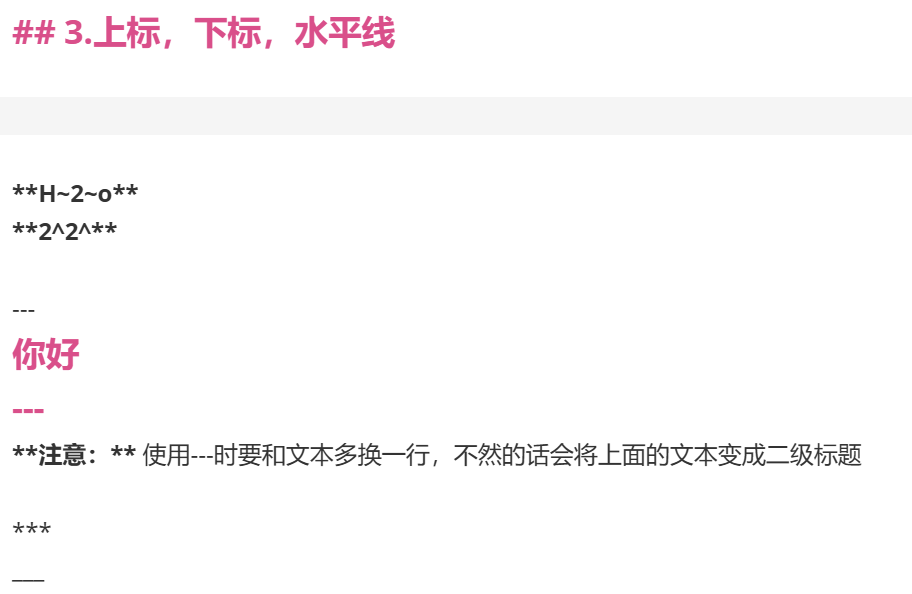 ## 3.上标，下标，水平线
**H~2~o**
**2^2^**
---
你好
---
**注意：** 使用---时要和文本多换一行，不然的话会将上面的文本变成二级标题
***
___